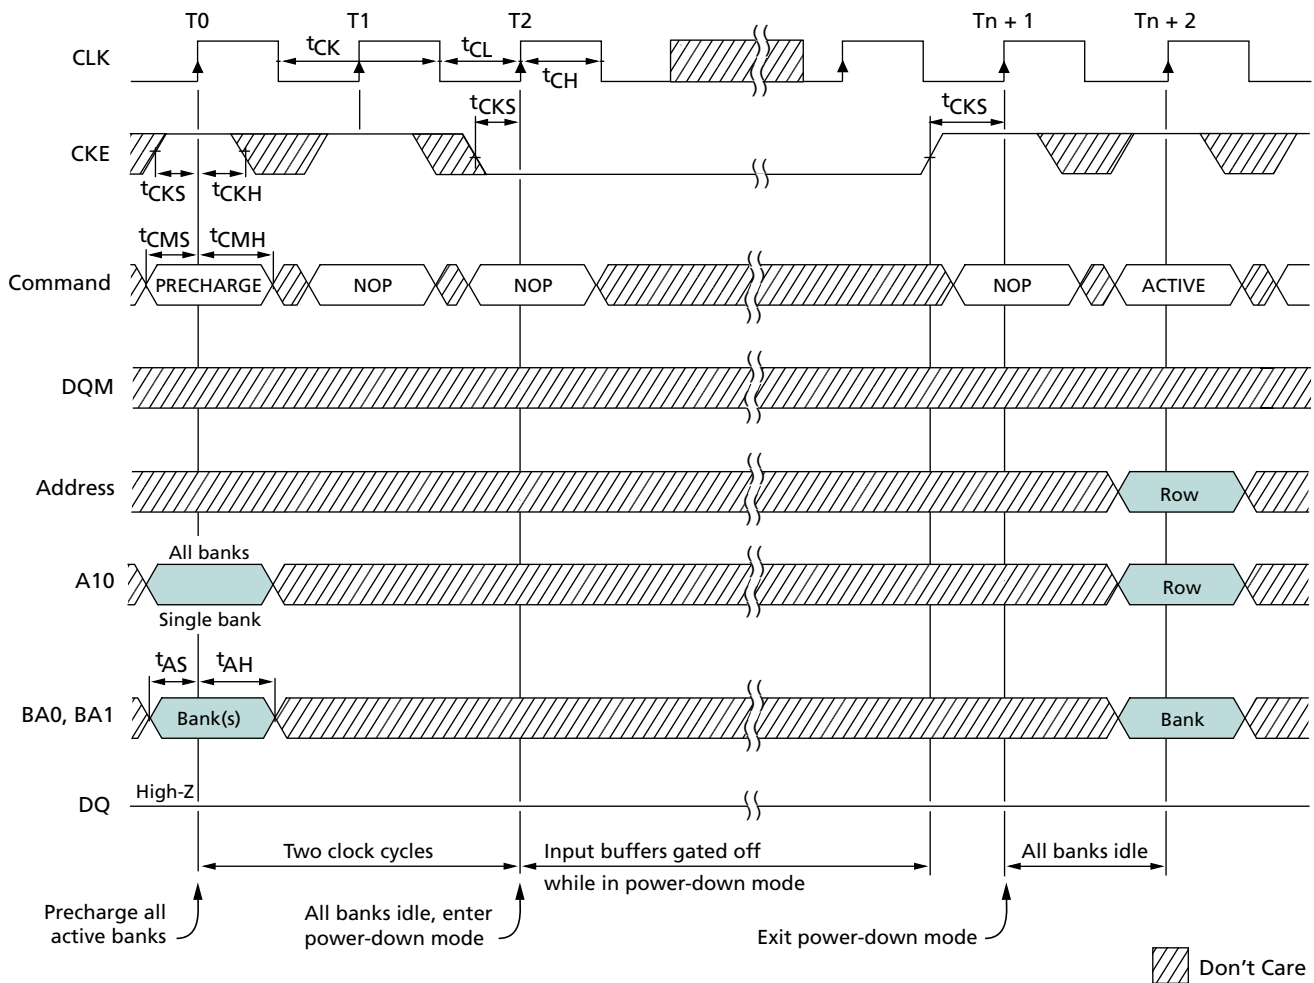 T0 T1 T2 Tn + 1 Tn + 2
CLK
tCK tCL
tCH
tCKS tCKS
CKE
tCKS tCKH
tCMS tCMH
Command PRECHARGE NOP NOP NOP ACTIVE
DQM
Address Row
All banks
A10 Row
Single bank
tAS tAH
BA0, BA1 Bank(s) Bank
High-Z
DQ
Two clock cycles
Input buffers gated off
while in power-down mode
All banks idle
Precharge all
active banks
All banks idle, enter
power-down mode
Exit power-down mode
Don't Care